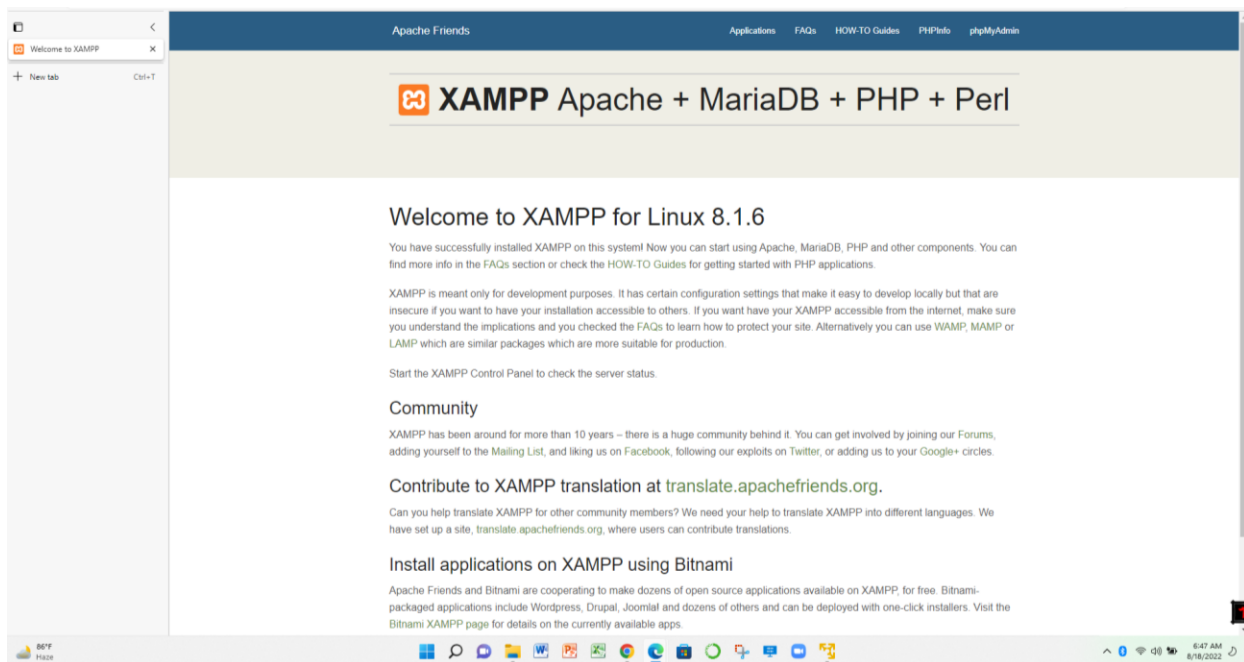 Apache Friends
Applications FAQs HOW-TO Guides PHPInfo phpMyAdmin
Welcome to XAMPP
New tab Ctrl+T
XAMPP Apache + MariaDB + PHP + Perl
Welcome to XAMPP for Linux 8.1.6
You have successfully installed XAMPP on this system! Now you can start using Apache, MariaDB, PHP and other components. You can
find more info in the FAQs section or check the HOW-TO Guides for getting started with PHP applications.
XAMPP is meant only for development purposes. It has certain configuration settings that make it easy to develop locally but that are
insecure if you want to have your installation accessible to others. If you want have your XAMPP accessible from the internet, make sure
you understand the implications and you checked the FAQs to learn how to protect your site. Alternatively you can use WAMP, MAMP or
LAMP which are similar packages which are more suitable for production.
Start the XAMPP Control Panel to check the server status.
Community
XAMPP has been around for more than 10 years – there is a huge community behind it. You can get involved by joining our Forums,
adding yourself to the Mailing List, and liking us on Facebook, following our exploits on Twitter, or adding us to your Google+ circles.
Contribute to XAMPP translation at translate.apachefriends.org.
Can you help translate XAMPP for other community members? We need your help to translate XAMPP into different languages. We
have set up a site, translate.apachefriends.org, where users can contribute translations.
Install applications on XAMPP using Bitnami
Apache Friends and Bitnami are cooperating to make dozens of open source applications available on XAMPP, for free. Bitnami-
packaged applications include Wordpress, Drupal, Joomla! and dozens of others and can be deployed with one-click installers. Visit the
Bitnami XAMPP page for details on the currently available apps.
86°F
Haze
6:47 AM
8/18/2022